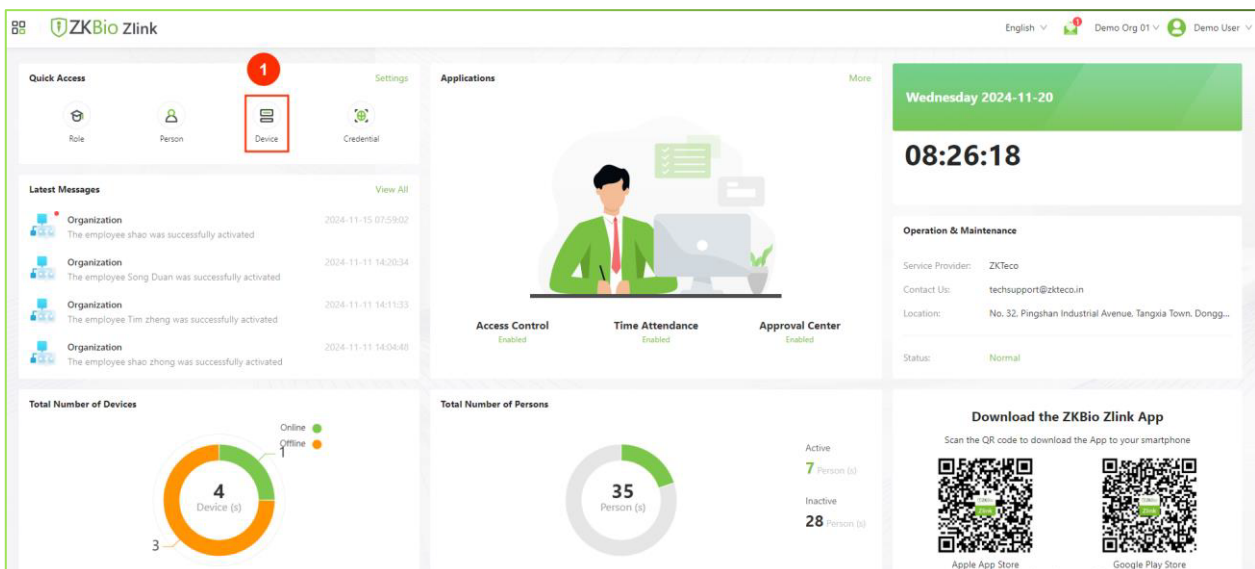 ZKBio Zlink
English
1
Demo Org 01
Demo User
Quick Access
Settings
1
Role
Person
Device
Credential
Latest Messages
View All
Organization
2024-11-15 07:59:02
The employee shao was successfully activated
Organization
2024-11-11 14:20:34
The employee Song Duan was successfully activated
Organization
2024-11-11 14:11:33
The employee Tim zheng was successfully activated
Organization
2024-11-11 14:04:48
The employee shao zhong was successfully activated
Applications
More
Access Control
Enabled
Time Attendance
Enabled
Approval Center
Enabled
Wednesday 2024-11-20
08:26:18
Operation & Maintenance
Service Provider: ZKTeco
Contact Us: techsupport@zkteco.in
Location: No. 32, Pingshan Industrial Avenue, Tangxia Town, Dongg...
Status: Normal
Total Number of Devices
Online
Offline
1
4
Device (s)
3
Total Number of Persons
35
Person (s)
Active
7 Person (s)
Inactive
28 Person (s)
Download the ZKBio Zlink App
Scan the QR code to download the App to your smartphone
Zlink
Zlink
Apple App Store
Google Play Store